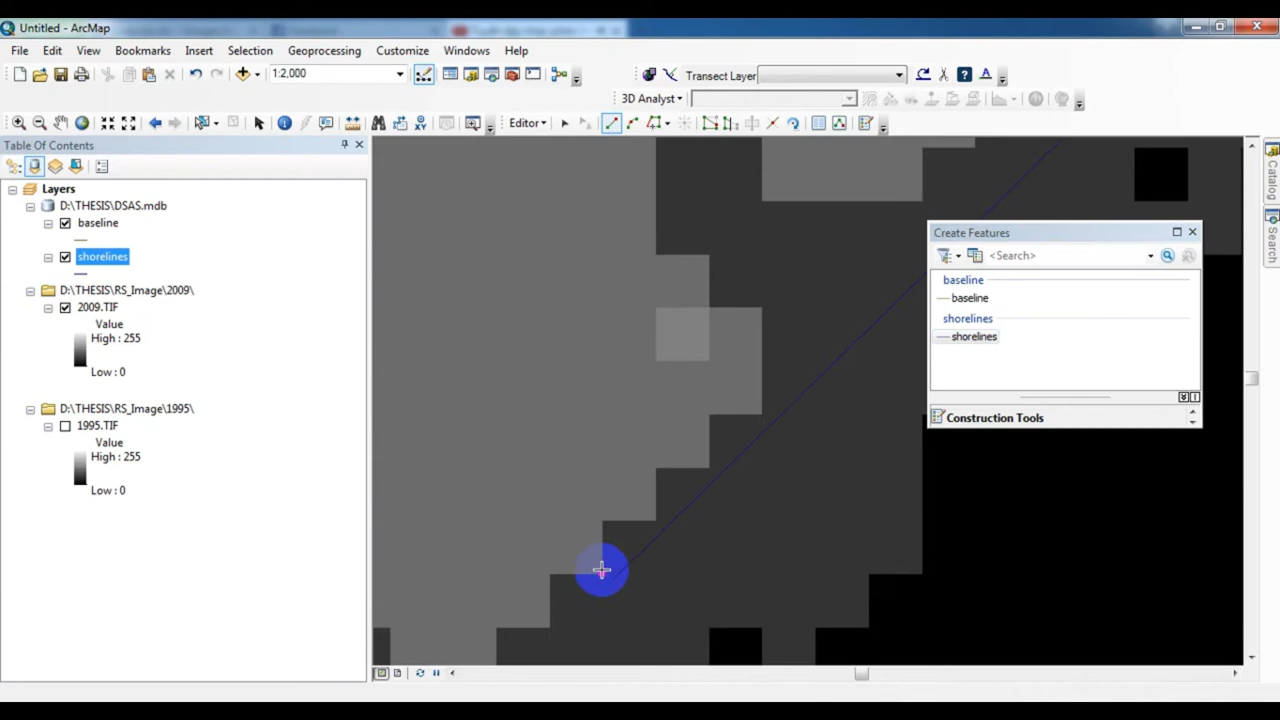 Untitled - ArcMap
File Edit View Bookmarks Insert Selection Geoprocessing Customize Windows Help
1:2,000
Transect Layer
3D Analyst
Editor
Table Of Contents
Layers
D:\THESIS\DSAS.mdb
baseline
shorelines
D:\THESIS\RS_Image\2009\
2009.TIF
Value
High : 255
Low : 0
D:\THESIS\RS_Image\1995\
1995.TIF
Value
High : 255
Low : 0
Create Features
<Search>
baseline
baseline
shorelines
shorelines
Construction Tools
Catalog
Search